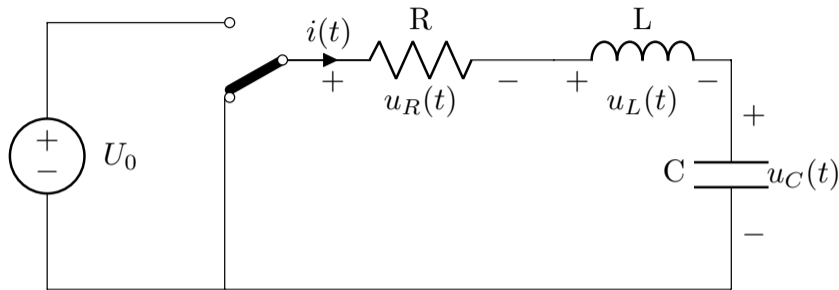 R
L
i(t)
+
−
+
−
u_R(t)
u_L(t)
+
+
−
U_0
C
u_C(t)
−